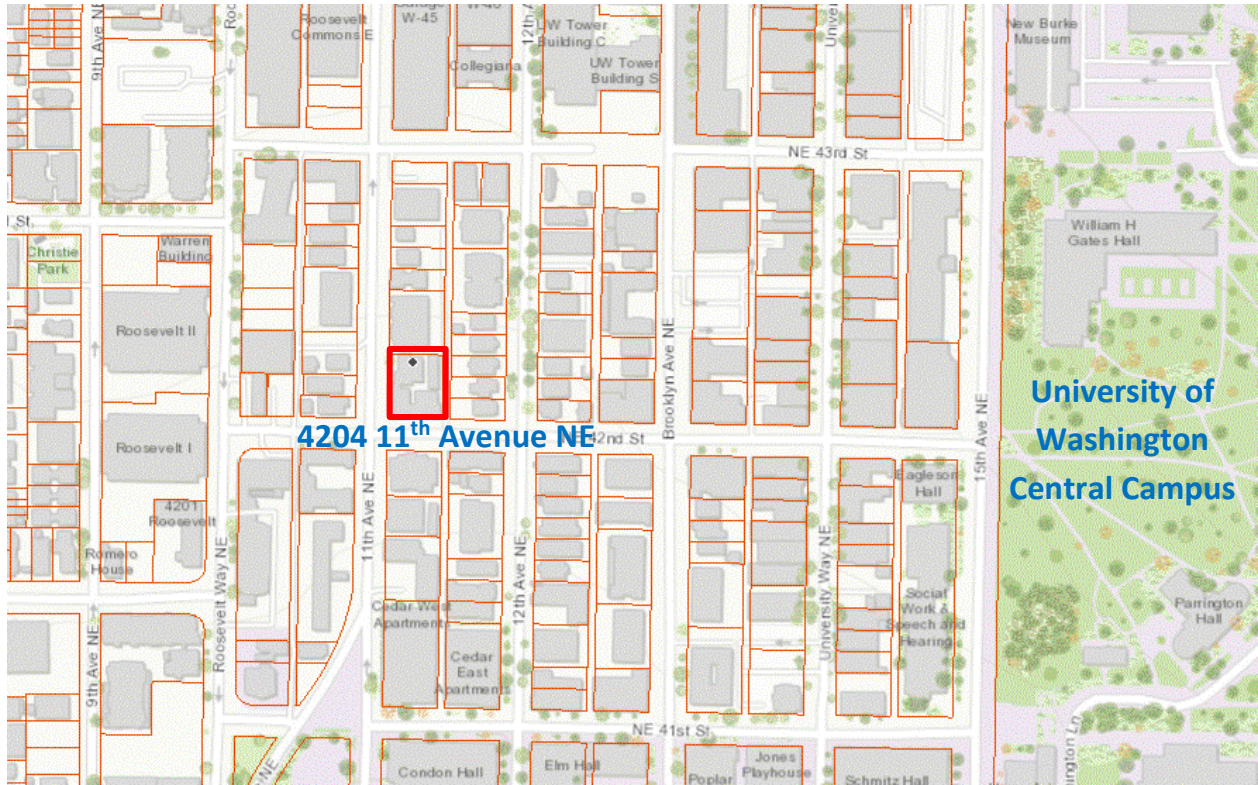 Roosevelt
Commons E
W-45
Collegiana
12th A
UW Tower
Building C
UW Tower
Building S
New Burke
Museum
9th Ave NE
NE 43rd St
William H
Gates Hall
St.
Christie
Park
Warren
Building
Roosevelt II
Roosevelt I
4201
Roosevelt
Romero
House
Brooklyn Ave NE
15th Ave NE
University of
Washington
Central Campus
4204 11th Avenue NE
42nd St
Eagleson
Hall
11th Ave NE
12th Ave NE
Roosevelt Way NE
University Way NE
9th Ave NE
Cedar West
Apartments
Cedar
East
Apartments
Social
Work &
Speech and
Hearing
Parrington
Hall
NE 41st St
Condon Hall
Elm Hall
Poplar
Jones
Playhouse
Schmitz Hall
ington Ln